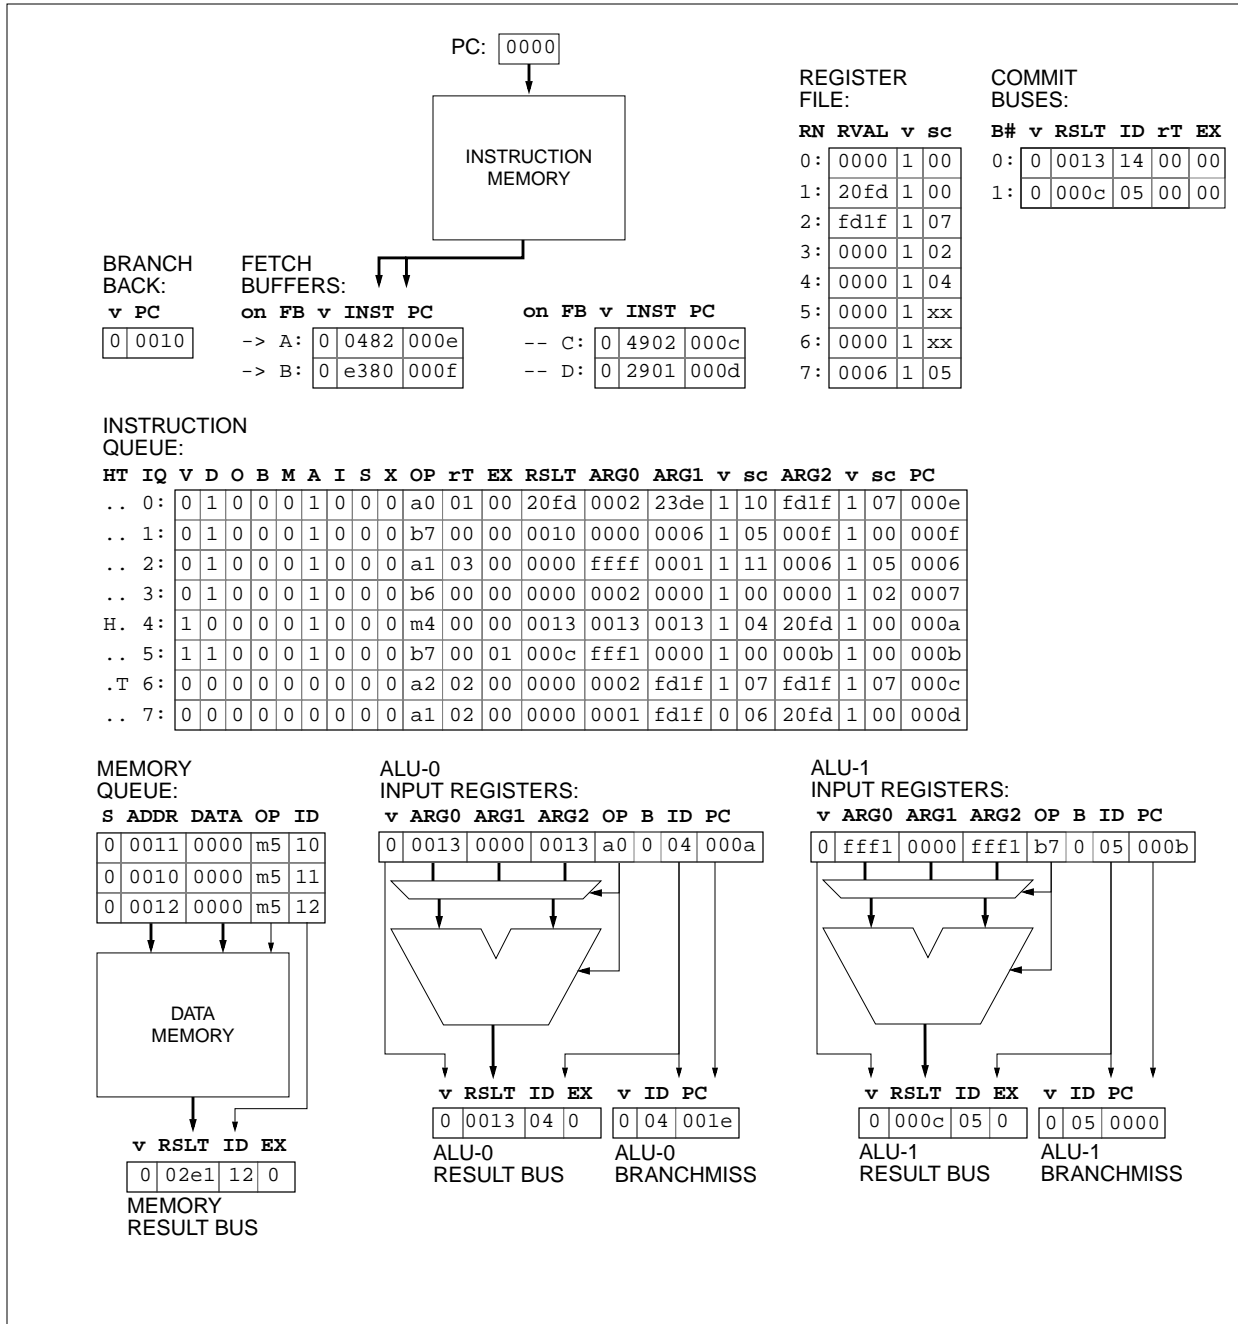 PC: 0000
INSTRUCTION
MEMORY
REGISTER
FILE:
RN RVAL v sc
0: 0000 1 00
1: 20fd 1 00
2: fd1f 1 07
3: 0000 1 02
4: 0000 1 04
5: 0000 1 xx
6: 0000 1 xx
7: 0006 1 05
COMMIT
BUSES:
B# v RSLT ID rT EX
0: 0 0013 14 00 00
1: 0 000c 05 00 00
BRANCH
BACK:
v PC
0 0010
FETCH
BUFFERS:
on FB v INST PC
-> A: 0 0482 000e
-> B: 0 e380 000f
on FB v INST PC
-- C: 0 4902 000c
-- D: 0 2901 000d
INSTRUCTION
QUEUE:
HT IQ V D O B M A I S X OP rT EX RSLT ARG0 ARG1 v sc ARG2 v sc PC
.. 0: 0 1 0 0 0 1 0 0 0 a0 01 00 20fd 0002 23de 1 10 fd1f 1 07 000e
.. 1: 0 1 0 0 0 1 0 0 0 b7 00 00 0010 0000 0006 1 05 000f 1 00 000f
.. 2: 0 1 0 0 0 1 0 0 0 a1 03 00 0000 ffff 0001 1 11 0006 1 05 0006
.. 3: 0 1 0 0 0 1 0 0 0 b6 00 00 0000 0002 0000 1 00 0000 1 02 0007
H. 4: 1 0 0 0 0 1 0 0 0 m4 00 00 0013 0013 0013 1 04 20fd 1 00 000a
.. 5: 1 1 0 0 0 1 0 0 0 b7 00 01 000c fff1 0000 1 00 000b 1 00 000b
.T 6: 0 0 0 0 0 0 0 0 0 a2 02 00 0000 0002 fd1f 1 07 fd1f 1 07 000c
.. 7: 0 0 0 0 0 0 0 0 0 a1 02 00 0000 0001 fd1f 0 06 20fd 1 00 000d
MEMORY
QUEUE:
S ADDR DATA OP ID
0 0011 0000 m5 10
0 0010 0000 m5 11
0 0012 0000 m5 12
DATA
MEMORY
v RSLT ID EX
0 02e1 12 0
MEMORY
RESULT BUS
ALU-0
INPUT REGISTERS:
v ARG0 ARG1 ARG2 OP B ID PC
0 0013 0000 0013 a0 0 04 000a
v RSLT ID EX
0 0013 04 0
ALU-0
RESULT BUS
v ID PC
0 04 001e
ALU-0
BRANCHMISS
ALU-1
INPUT REGISTERS:
v ARG0 ARG1 ARG2 OP B ID PC
0 fff1 0000 fff1 b7 0 05 000b
v RSLT ID EX
0 000c 05 0
ALU-1
RESULT BUS
v ID PC
0 05 0000
ALU-1
BRANCHMISS